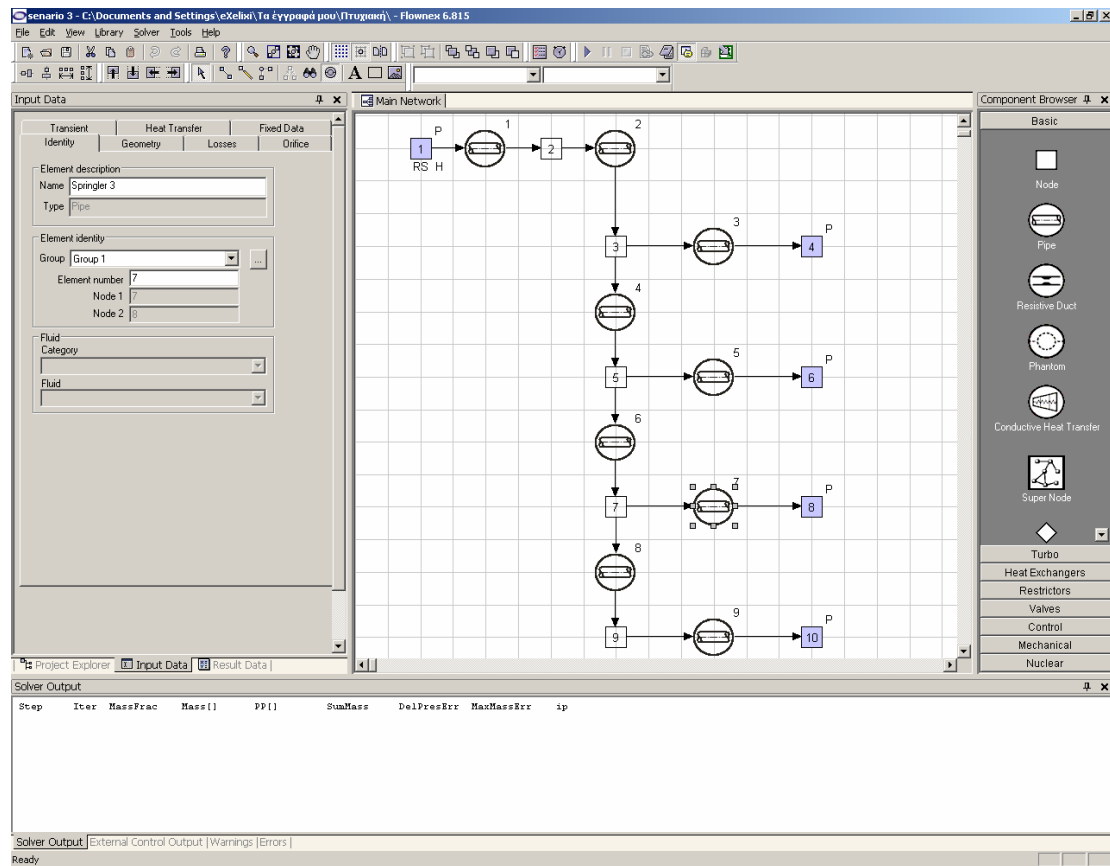 senario 3 - C:\Documents and Settings\eXelixi\Τα έγγραφά μου\Πτυχιακή\ - Flownex 6.815
File Edit View Library Solver Tools Help
Input Data
Transient Heat Transfer Fixed Data
Identity Geometry Losses Orifice
Element description
Name Springler 3
Type Pipe
Element identity
Group Group 1
...
Element number 7
Node 1 7
Node 2 8
Fluid
Category
Fluid
Project Explorer Input Data Result Data
Main Network
1 P
RS H
1
2
2
3
3
4 P
4
5
5
6 P
6
7
7
8 P
8
9
9
10 P
Component Browser
Basic
Node
Pipe
Resistive Duct
Phantom
Conductive Heat Transfer
Super Node
Turbo
Heat Exchangers
Restrictors
Valves
Control
Mechanical
Nuclear
Solver Output
Step Iter MassFrac Mass[] PP[] SumMass DelPresErr MaxMassErr ip
Solver Output External Control Output Warnings Errors
Ready